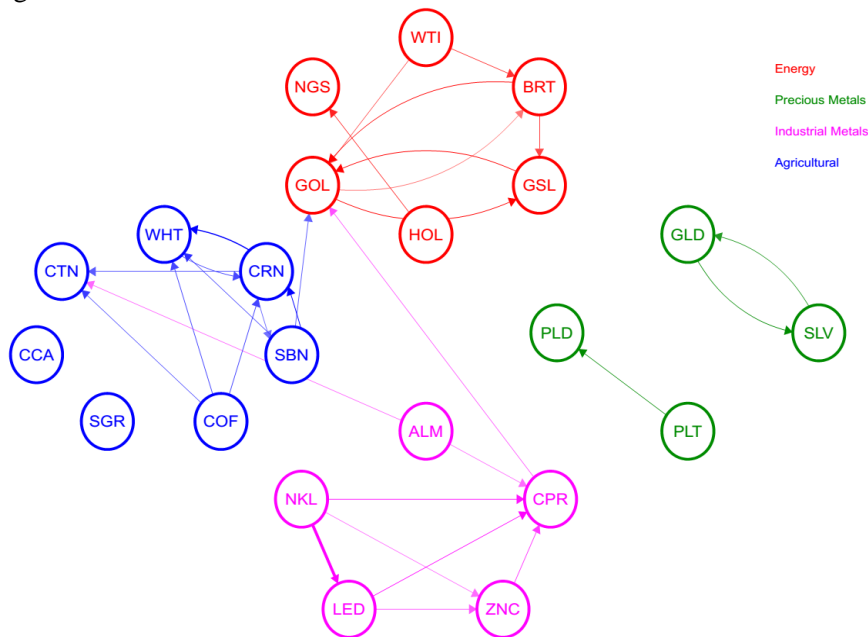 WTI
NGS
BRT
Energy
Precious Metals
Industrial Metals
Agricultural
GOL
GSL
WHT
HOL
GLD
CTN
CRN
CCA
SBN
PLD
SLV
SGR
COF
ALM
PLT
NKL
CPR
LED
ZNC